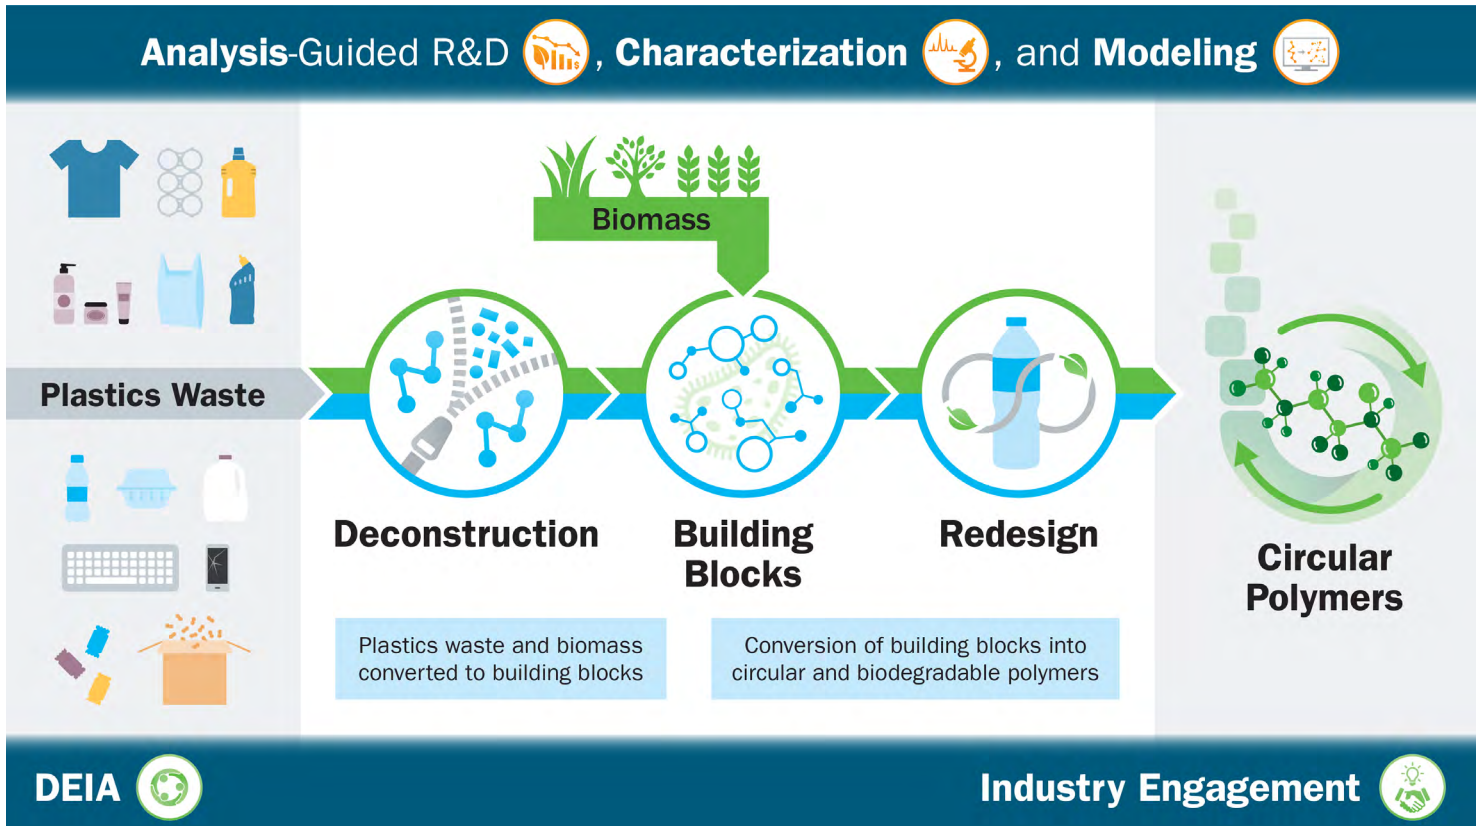 Analysis-Guided R&D, Characterization, and Modeling
Biomass
Plastics Waste
Deconstruction
Building
Blocks
Redesign
Circular
Polymers
Plastics waste and biomass
converted to building blocks
Conversion of building blocks into
circular and biodegradable polymers
DEIA
Industry Engagement